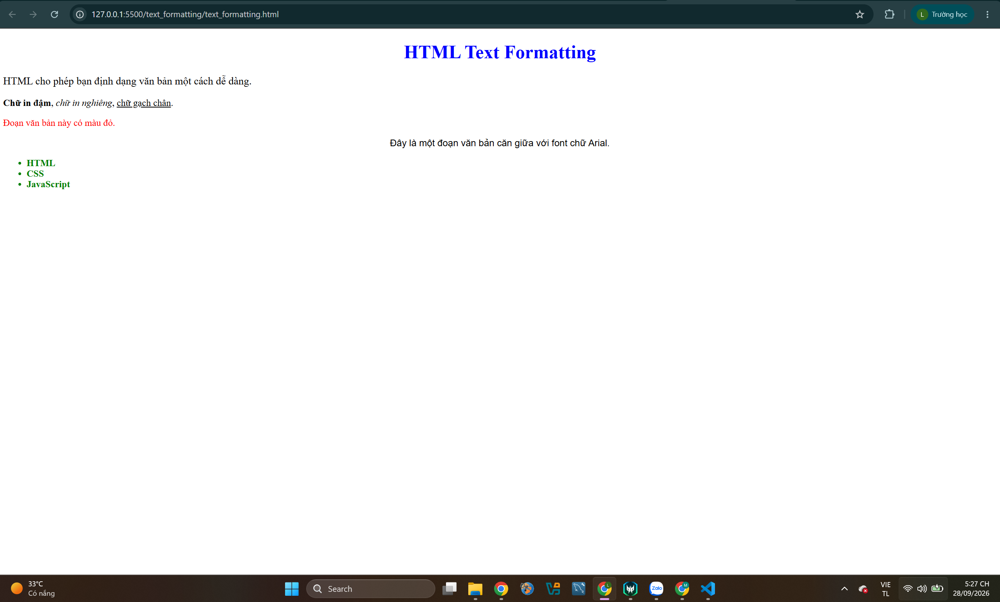 127.0.0.1:5500/text_formatting/text_formatting.html
L Trường học
HTML Text Formatting
HTML cho phép bạn định dạng văn bản một cách dễ dàng.
Chữ in đậm, chữ in nghiêng, chữ gạch chân.
Đoạn văn bản này có màu đỏ.
Đây là một đoạn văn bản căn giữa với font chữ Arial.
• HTML
• CSS
• JavaScript
33°C
Có nắng
Search
L
Zalo
M
VIE
TL
5:27 CH
28/09/2026